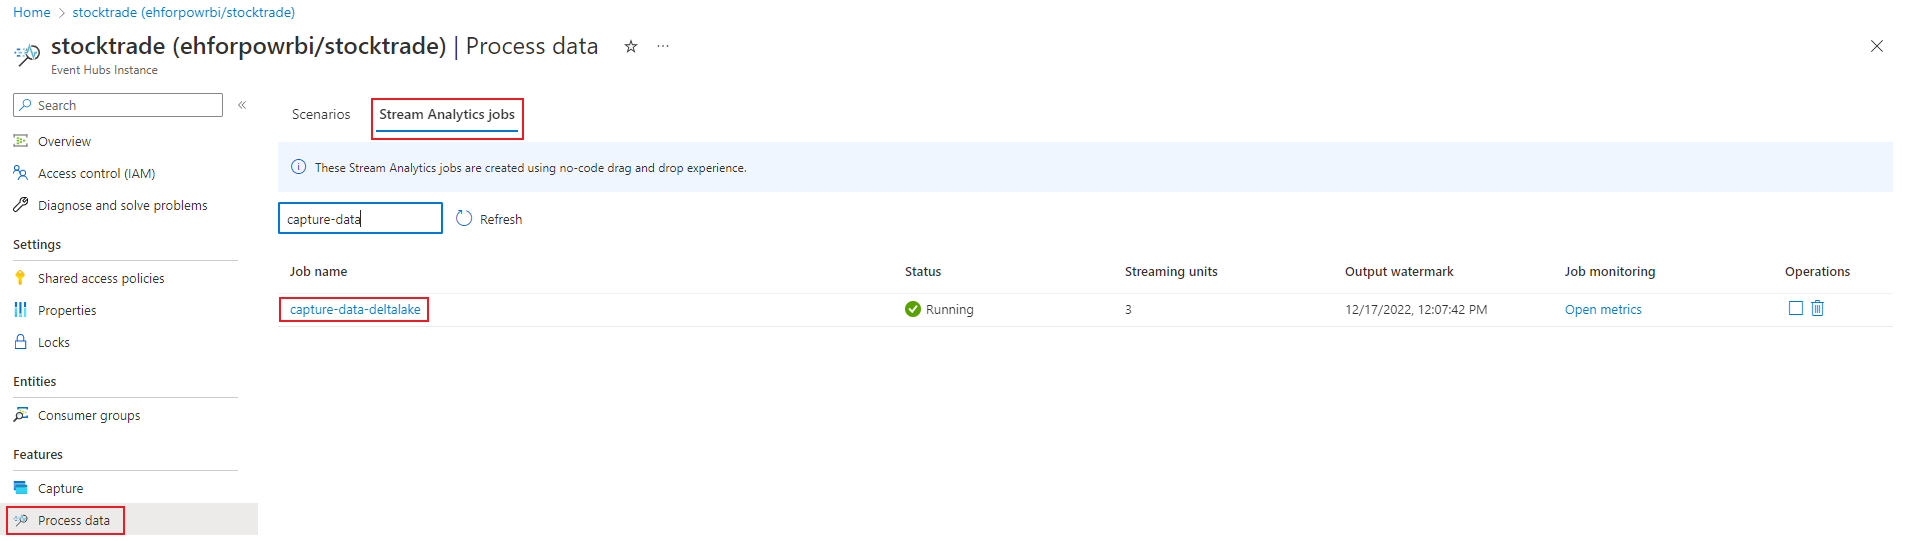 Home > stocktrade (ehforpowrbi/stocktrade)
stocktrade (ehforpowrbi/stocktrade) | Process data
Event Hubs Instance
Search
Overview
Access control (IAM)
Diagnose and solve problems
Settings
Shared access policies
Properties
Locks
Entities
Consumer groups
Features
Capture
Process data
Scenarios Stream Analytics jobs
These Stream Analytics jobs are created using no-code drag and drop experience.
capture-data Refresh
Job name Status Streaming units Output watermark Job monitoring Operations
capture-data-deltalake Running 3 12/17/2022, 12:07:42 PM Open metrics